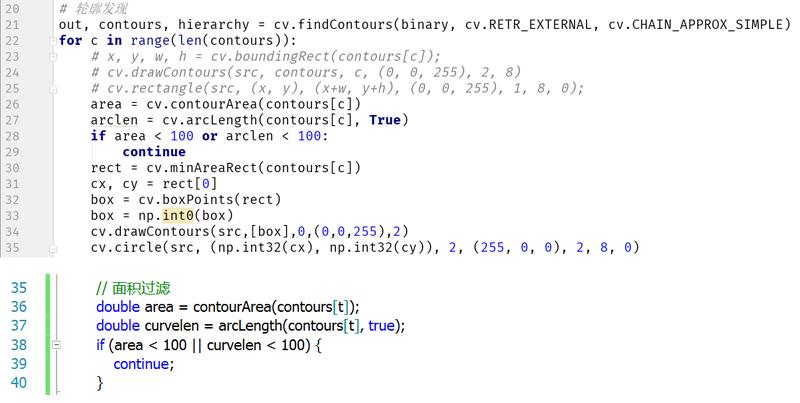 20 # 轮廓发现
21 out, contours, hierarchy = cv.findContours(binary, cv.RETR_EXTERNAL, cv.CHAIN_APPROX_SIMPLE)
22 for c in range(len(contours)):
23     # x, y, w, h = cv.boundingRect(contours[c]);
24     # cv.drawContours(src, contours, c, (0, 0, 255), 2, 8)
25     # cv.rectangle(src, (x, y), (x+w, y+h), (0, 0, 255), 1, 8, 0);
26     area = cv.contourArea(contours[c])
27     arclen = cv.arcLength(contours[c], True)
28     if area < 100 or arclen < 100:
29         continue
30     rect = cv.minAreaRect(contours[c])
31     cx, cy = rect[0]
32     box = cv.boxPoints(rect)
33     box = np.int0(box)
34     cv.drawContours(src,[box],0,(0,0,255),2)
35     cv.circle(src, (np.int32(cx), np.int32(cy)), 2, (255, 0, 0), 2, 8, 0)
35 // 面积过滤
36 double area = contourArea(contours[t]);
37 double curvelen = arcLength(contours[t], true);
38 if (area < 100 || curvelen < 100) {
39     continue;
40 }